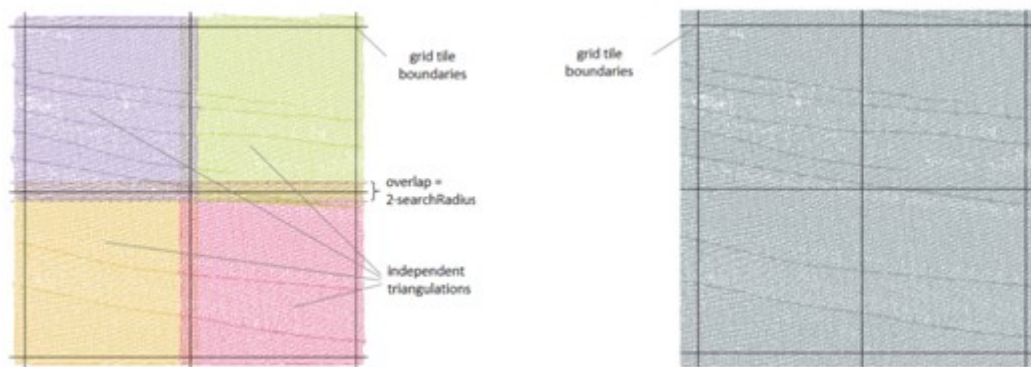 grid tile
boundaries
overlap =
2·searchRadius
independent
triangulations
grid tile
boundaries